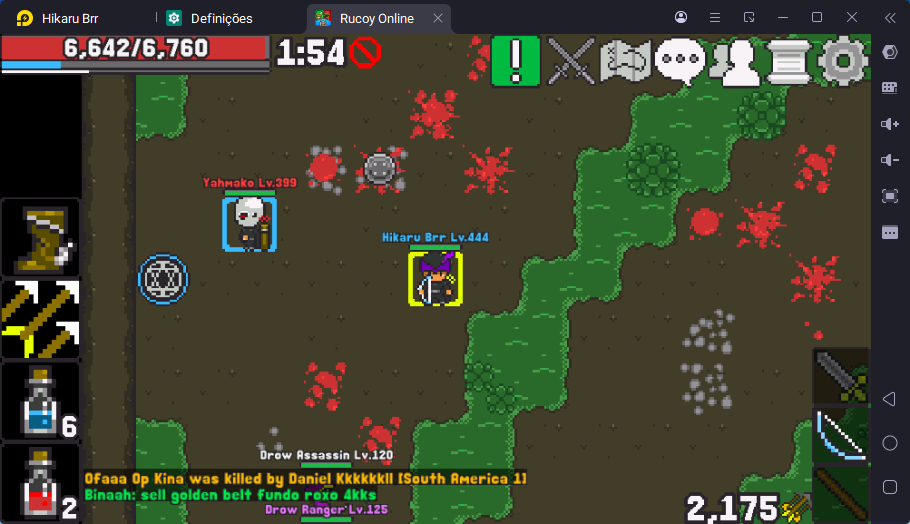 Hikaru Brr
Definições
Rucoy Online
6,642/6,760
1:54
Yahmako Lv.399
Hikaru Brr Lv.444
6
2
Drow Assassin Lv.120
Ofaaa Op Kina was killed by Daniel KKkkkkll [South America 1]
Binaah: sell golden belt fundo roxo 4kks
Drow Ranger Lv.125
2,175